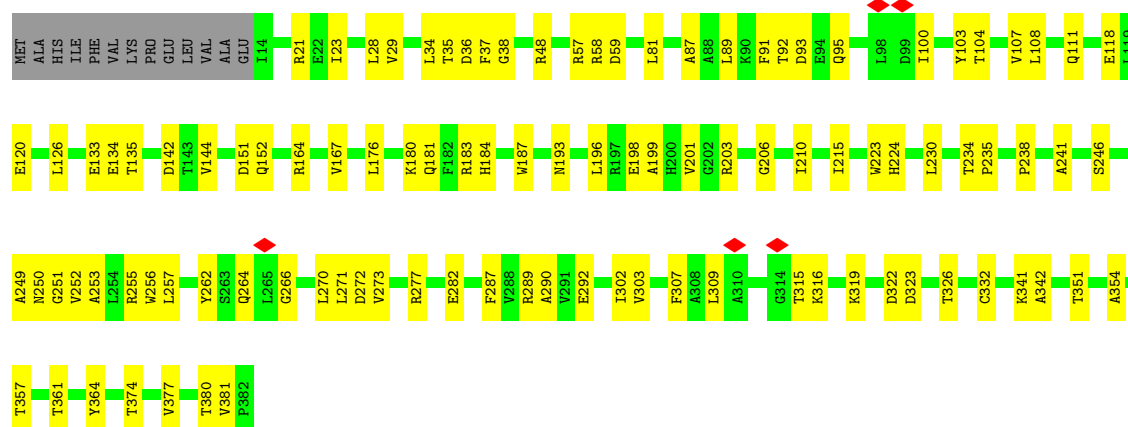 MET ALA HIS ILE PHE VAL LYS PRO GLU LEU VAL ALA GLU I14 R21 E22 I23 L28 V29 L34 T35 D36 F37 G38 R48 R57 R58 D59 L81 A87 A88 L89 K90 F91 T92 D93 E94 Q95 L98 D99 I100 Y103 T104 V107 L108 Q111 E118 L119
E120 L126 E133 E134 T135 D142 T143 V144 D151 Q152 R164 V167 L176 K180 Q181 F182 R183 H184 W187 N193 L196 R197 E198 A199 H200 V201 G202 R203 G206 I210 I215 W223 H224 L230 T234 P235 P238 A241 S246
A249 N250 G251 V252 A253 L254 R255 W256 L257 Y262 S263 Q264 L265 G266 L270 L271 D272 V273 R277 E282 F287 V288 R289 A290 V291 E292 I302 V303 F307 A308 L309 A310 G314 T315 K316 K319 D322 D323 T326 C332 K341 A342 T351 A354
T357 T361 Y364 T374 V377 T380 V381 P382